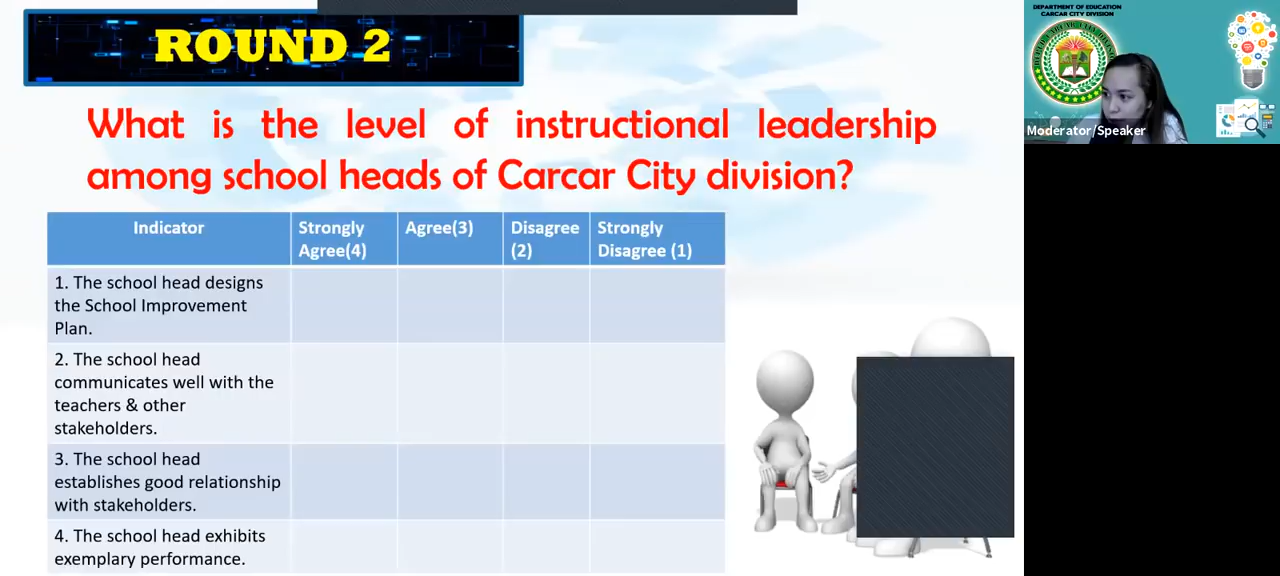 ROUND 2
What is the level of instructional leadership
among school heads of Carcar City division?
Indicator
Strongly
Agree(4)
Agree(3)
Disagree
(2)
Strongly
Disagree (1)
1. The school head designs
the School Improvement
Plan.
2. The school head
communicates well with the
teachers & other
stakeholders.
3. The school head
establishes good relationship
with stakeholders.
4. The school head exhibits
exemplary performance.
DEPARTMENT OF EDUCATION
CARCAR CITY DIVISION
Moderator/Speaker